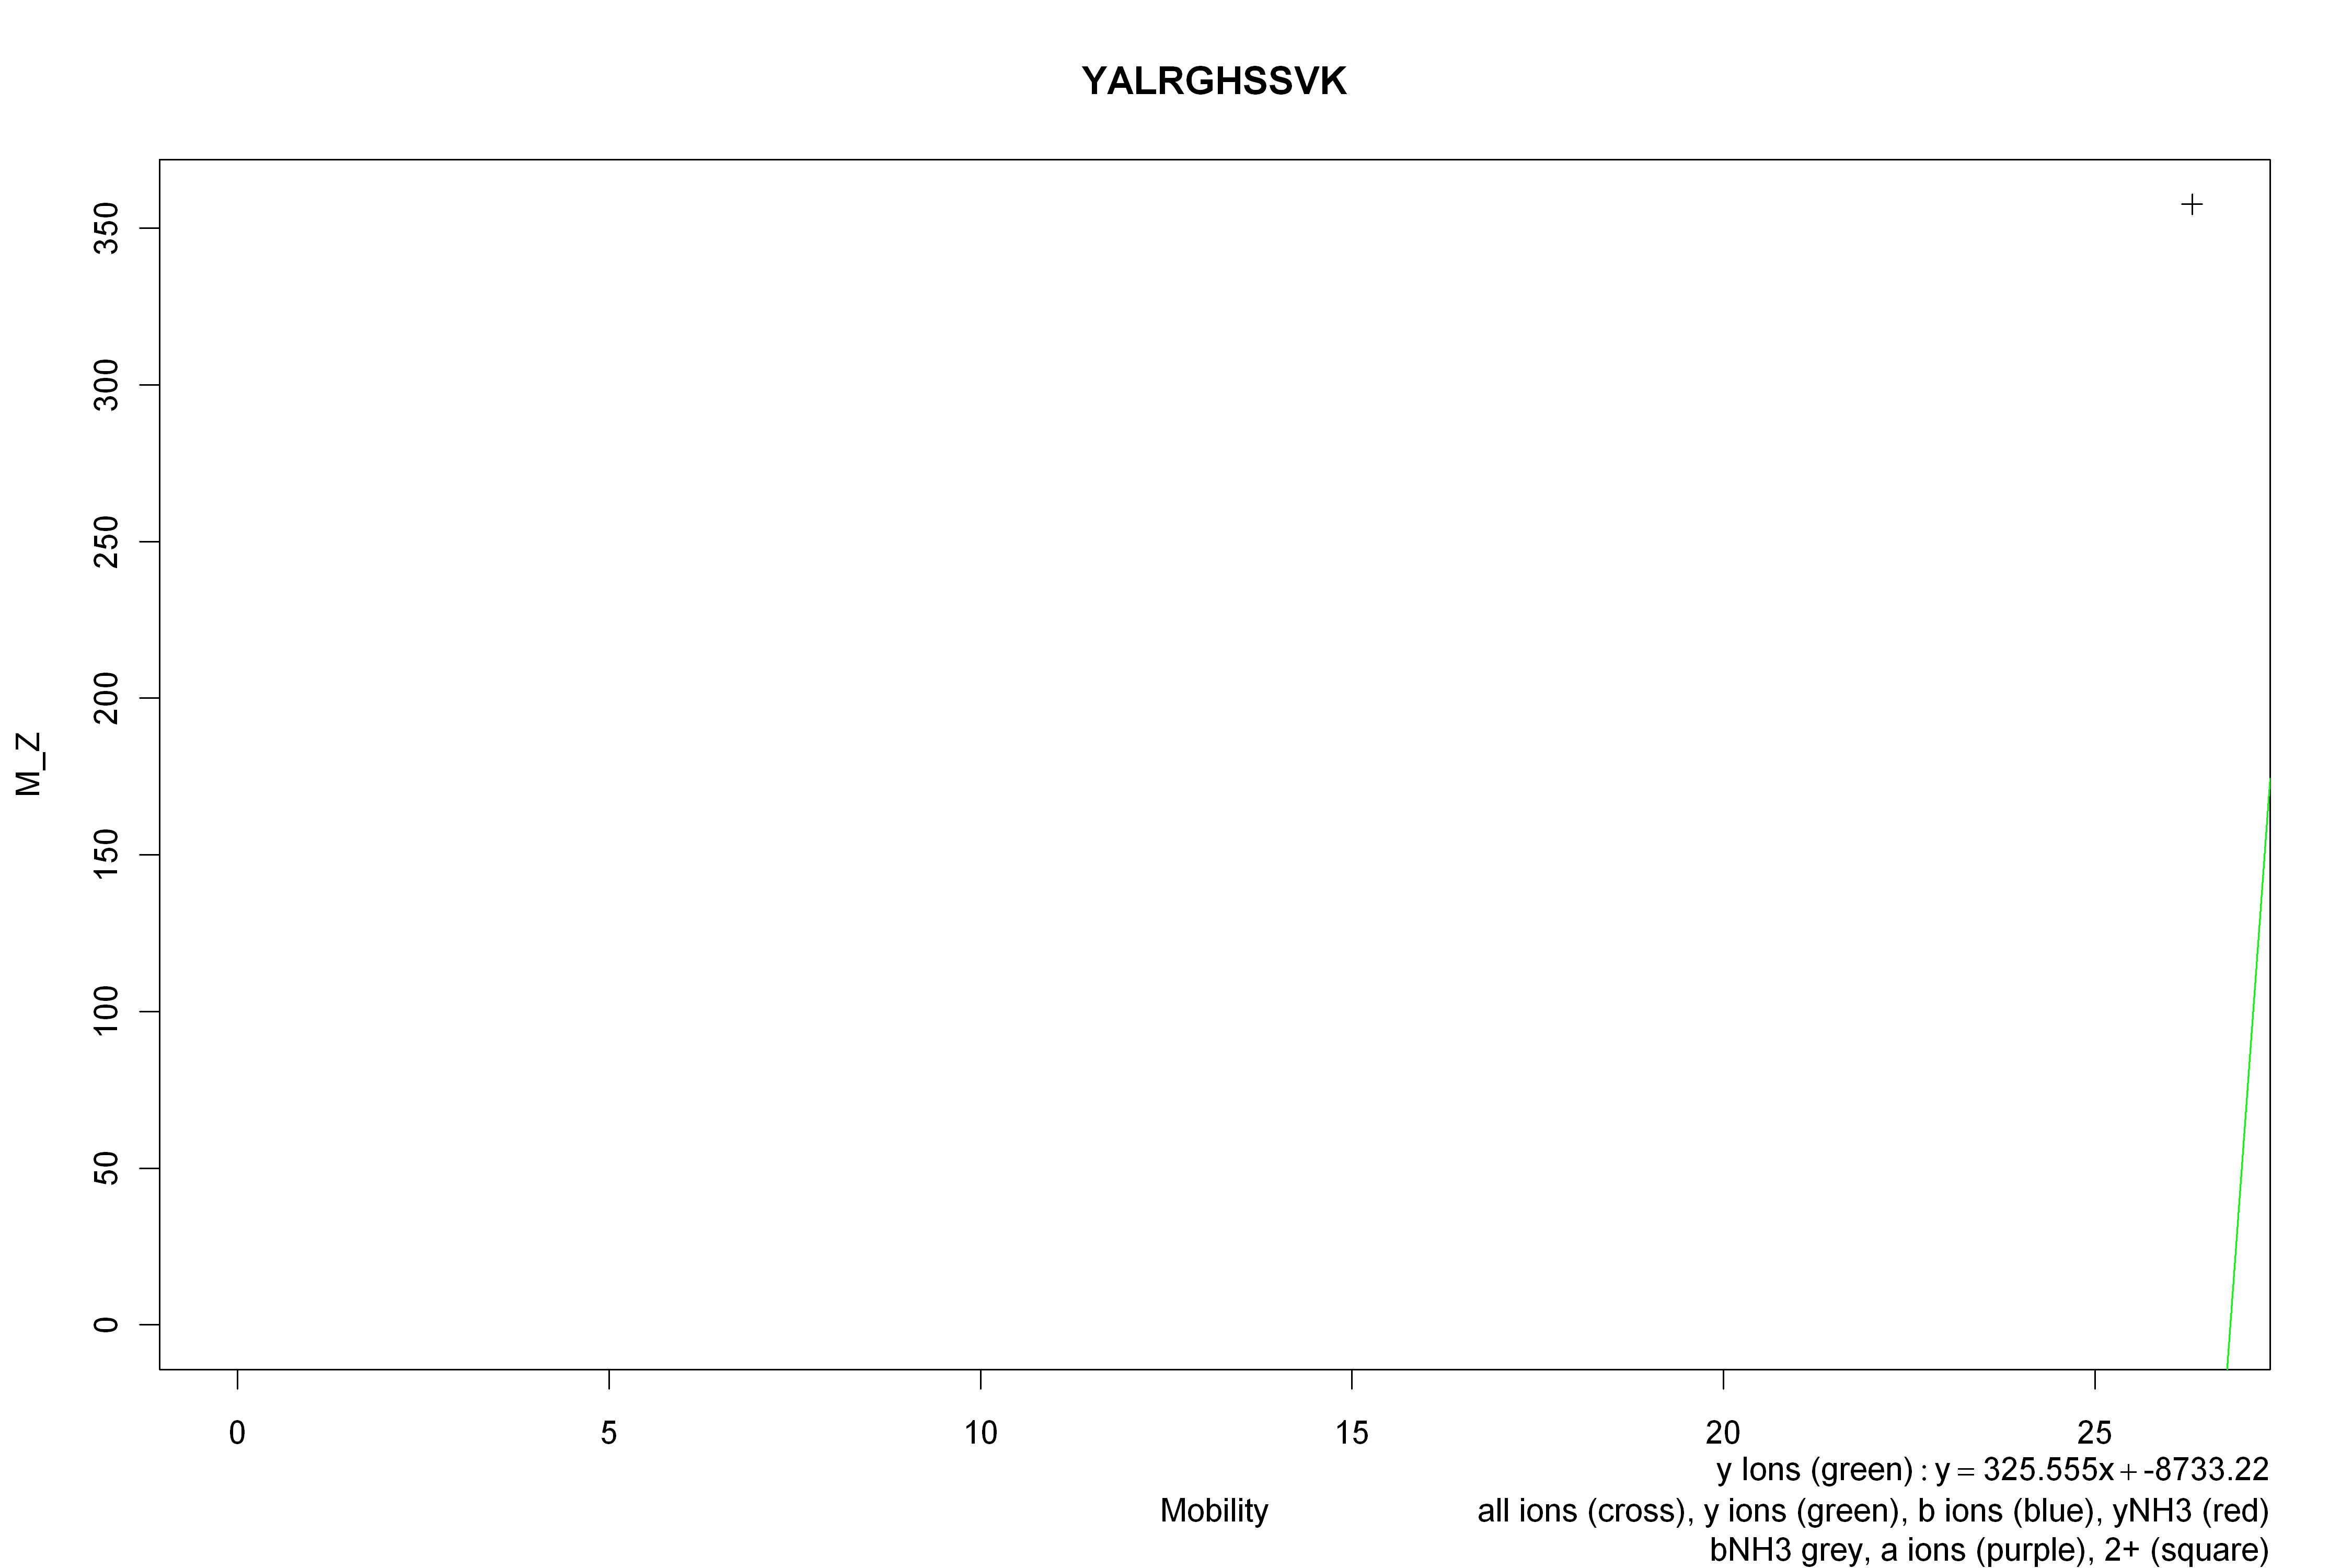 YALRGHSSVK
M_Z
350
300
250
200
150
100
50
0
0 5 10 15 20 25
y Ions (green) : y = 325.555x + -8733.22
Mobility
all ions (cross), y ions (green), b ions (blue), yNH3 (red)
bNH3 grey, a ions (purple), 2+ (square)